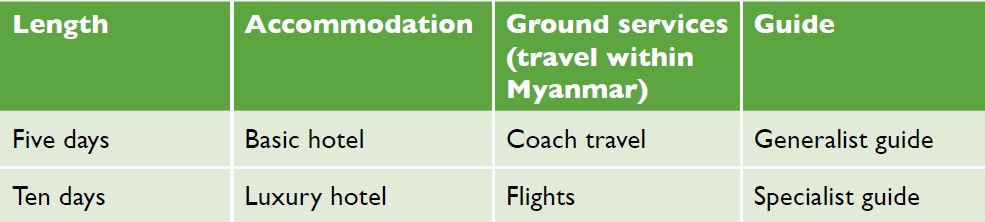 Length Accommodation Ground services Guide
(travel within
Myanmar)
Five days Basic hotel Coach travel Generalist guide
Ten days Luxury hotel Flights Specialist guide